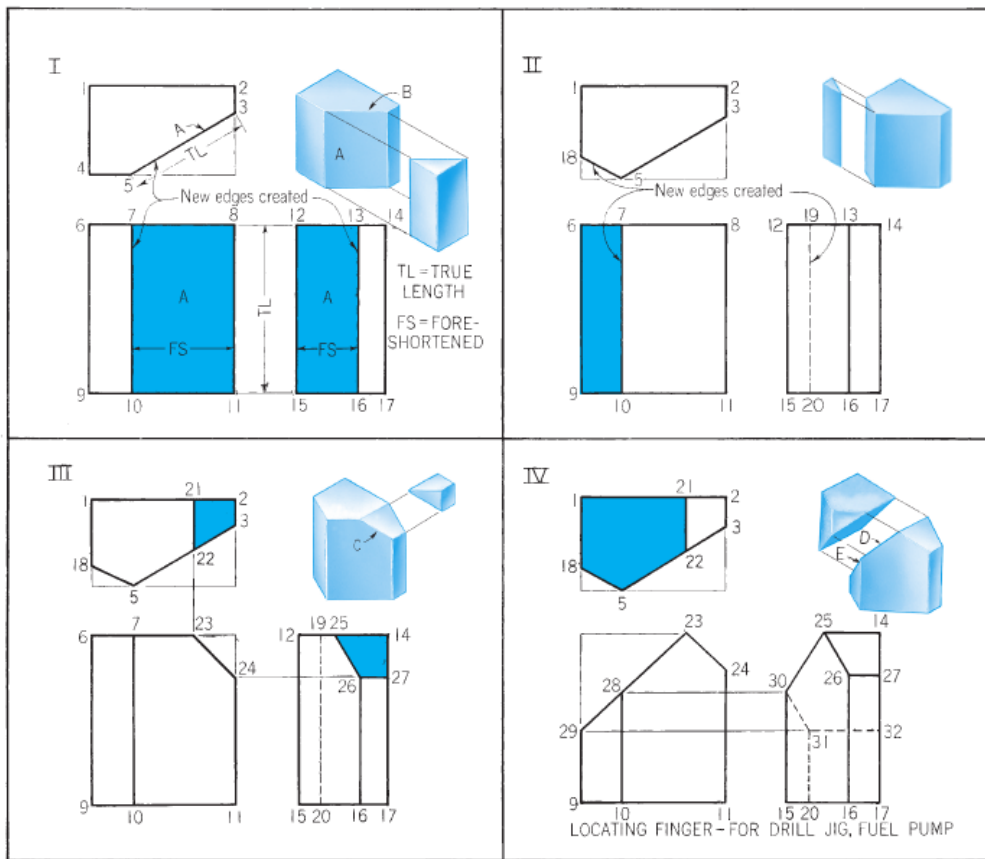 I
1 2
3
A
TL
4
5
B
A
New edges created
6 7 8 12 13 14
A TL A
FS FS
9 10 11 15 16 17
TL=TRUE
LENGTH
FS=FORE-
SHORTENED
II
1 2
3
18
5
New edges created
6 7 8 12 19 13 14
9 10 11 15 20 16 17
III
21
1 2
3
22
18
5
C
6 7 23 12 19 25 14
24 26 27
9 10 11 15 20 16 17
IV
21
1 2
3
22
18
5
D
E
23 25 14
24 26 27
28 30
29 31 32
9 10 11 15 20 16 17
LOCATING FINGER-FOR DRILL JIG, FUEL PUMP